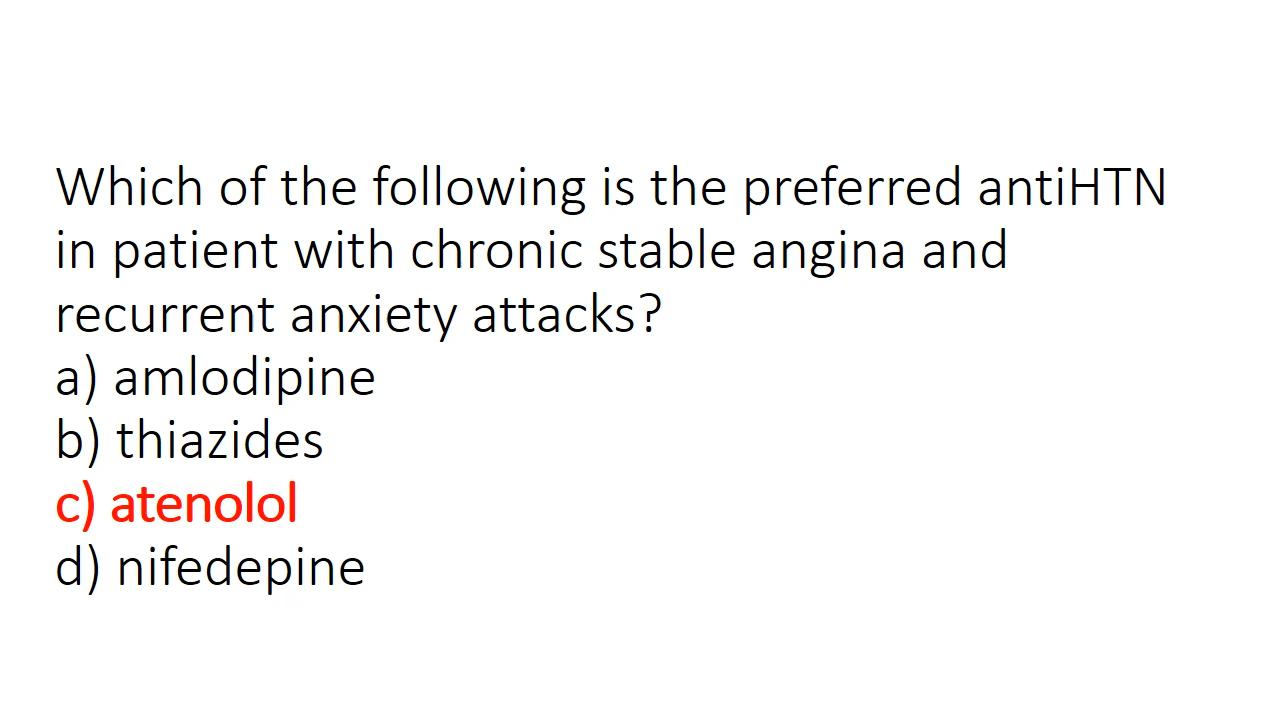 Which of the following is the preferred antiHTN
in patient with chronic stable angina and
recurrent anxiety attacks?
a) amlodipine
b) thiazides
c) atenolol
d) nifedepine